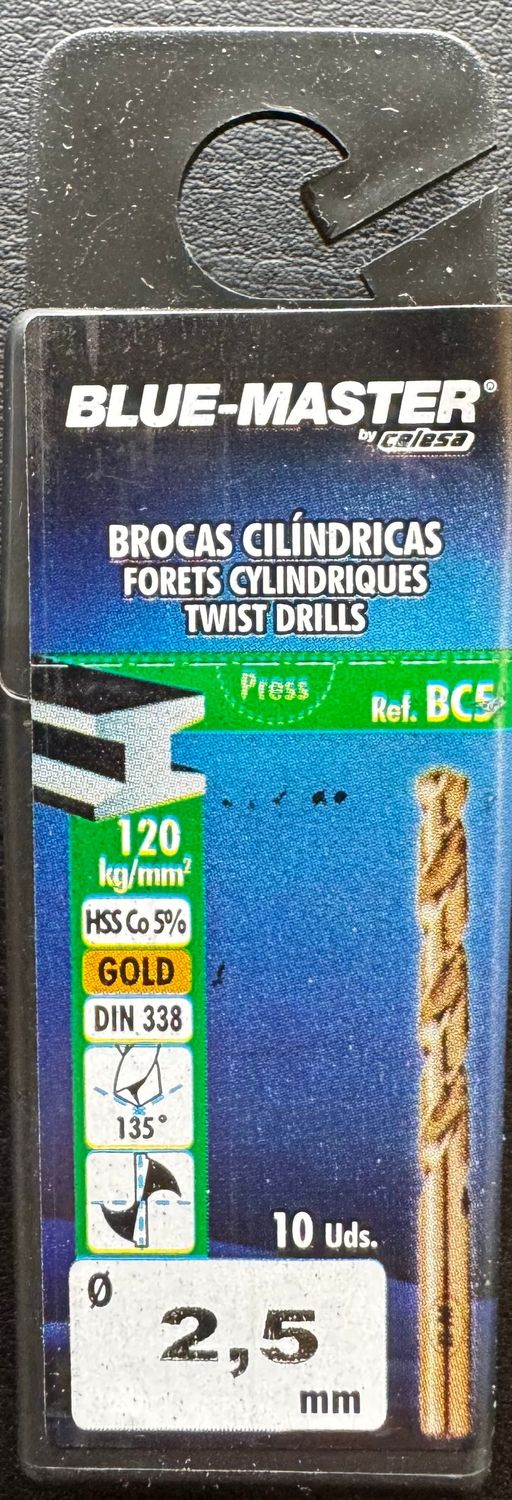 BLUE-MASTER®
by celesa
BROCAS CILÍNDRICAS
FORETS CYLINDRIQUES
TWIST DRILLS
Press
Ref. BC5
120
kg/mm²
HSS Co 5%
GOLD
DIN 338
135°
10 Uds.
Ø
2,5
mm